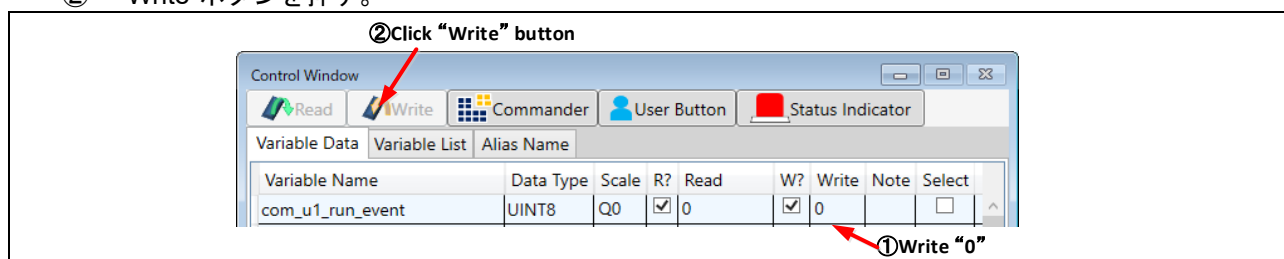 ② "Write"ボタンを押す。
②Click "Write" button
Control Window
Read Write Commander User Button Status Indicator
Variable Data Variable List Alias Name
Variable Name Data Type Scale R? Read W? Write Note Select
com_u1_run_event UINT8 Q0 0 0
①Write "0"